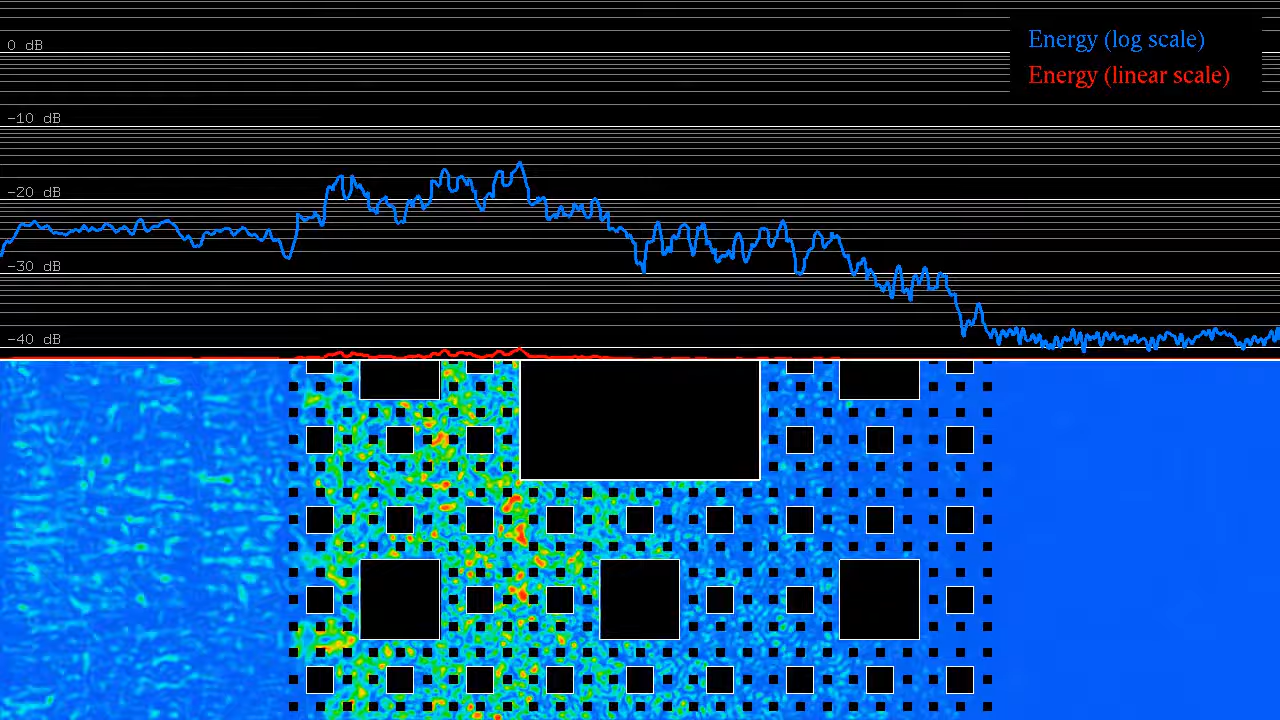 Energy (log scale)
Energy (linear scale)
0 dB
-10 dB
-20 dB
-30 dB
-40 dB